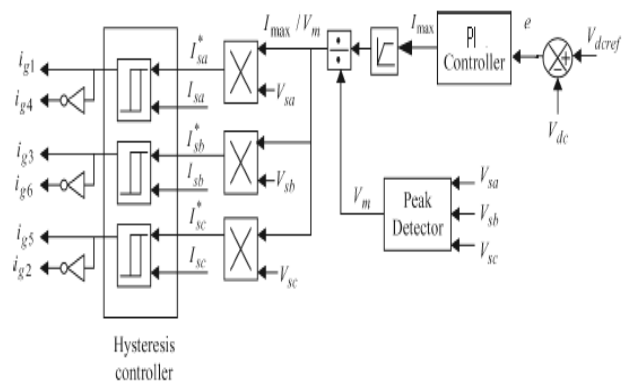 i_g1
i_g4
i_g3
i_g6
i_g5
i_g2
I*_sa
I_sa
I*_sb
I_sb
I*_sc
I_sc
Hysteresis
controller
V_sa
V_sb
V_sc
I_max / V_m
÷
I_max
PI
Controller
e
+
V_dcref
V_dc
V_m
Peak
Detector
V_sa
V_sb
V_sc